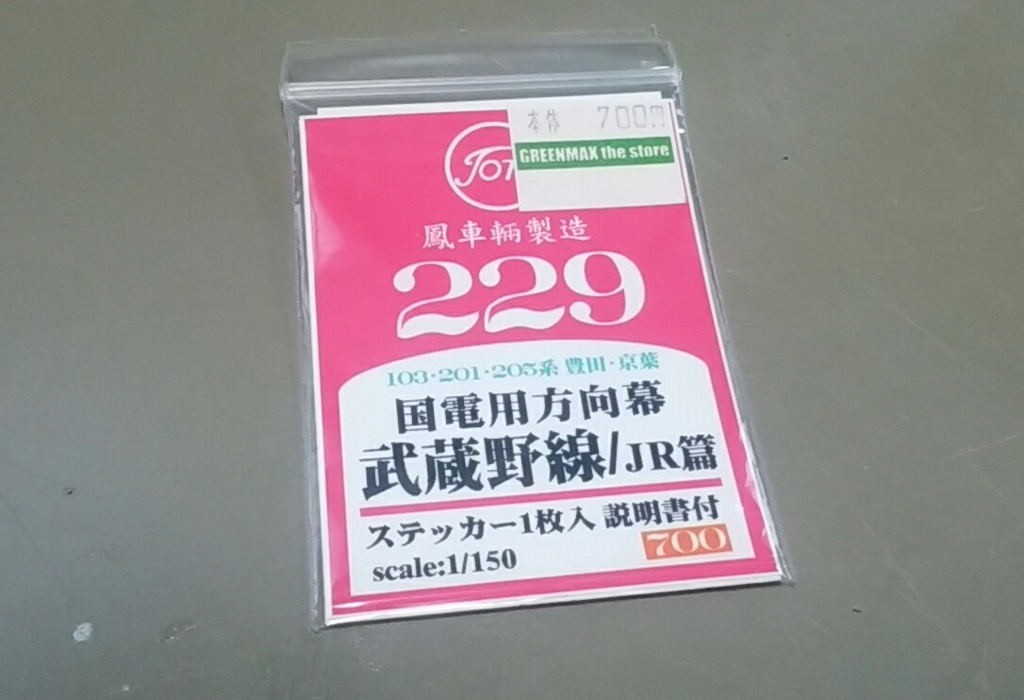 本体 700円
GREENMAX the store
鳳車輌製造
229
103・201・205系 豊田・京葉
国電用方向幕
武蔵野線/JR篇
ステッカー1枚入 説明書付
700
scale:1/150